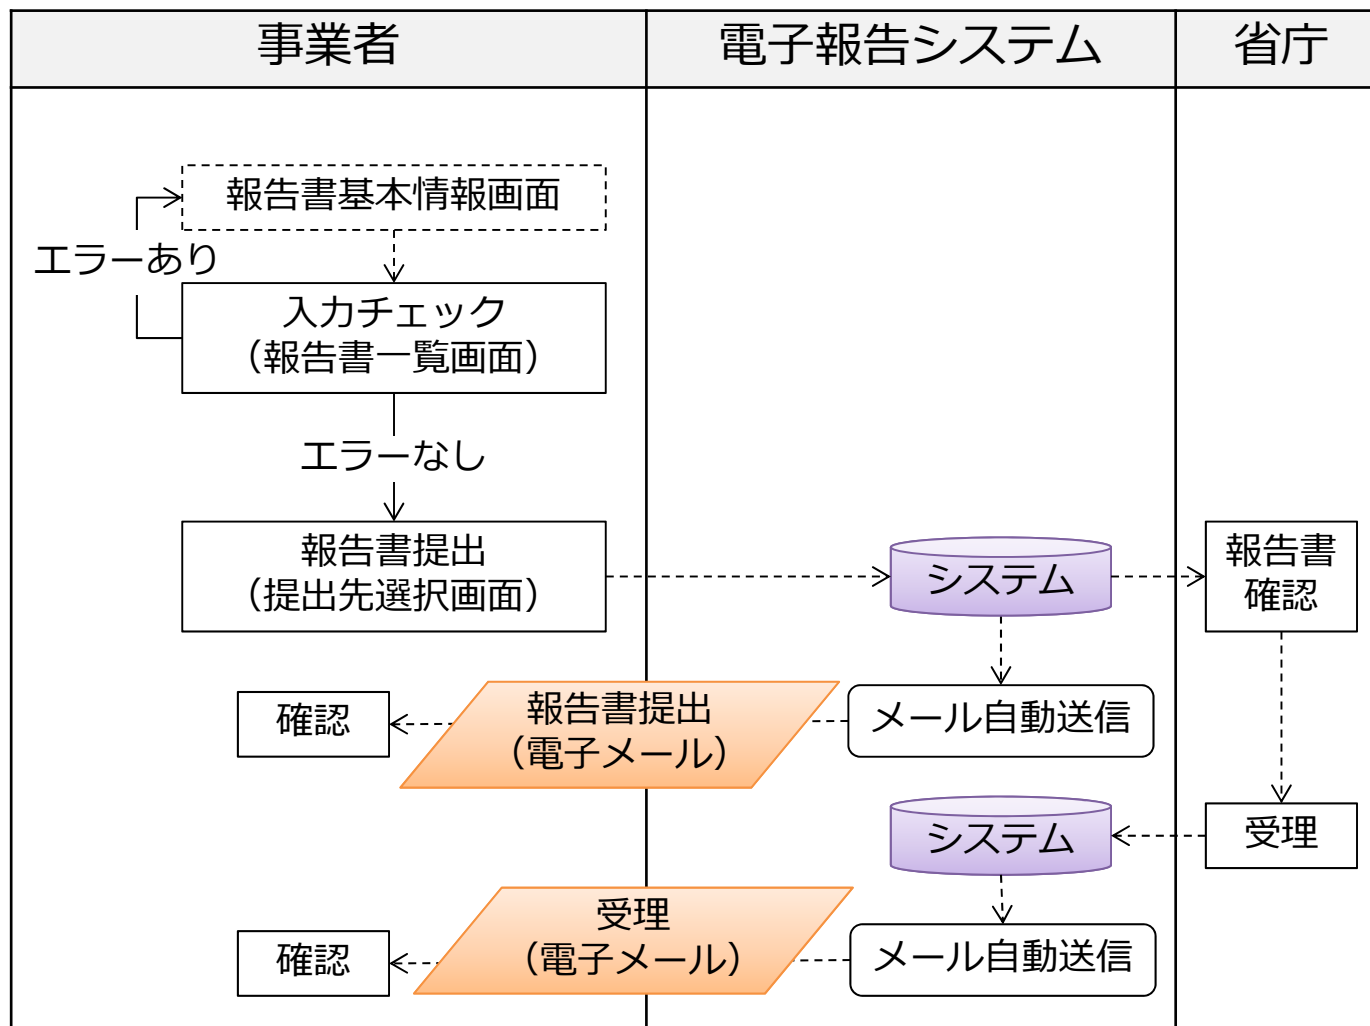 事業者
電子報告システム
省庁
報告書基本情報画面
エラーあり
入力チェック
（報告書一覧画面）
エラーなし
報告書提出
（提出先選択画面）
システム
報告書
確認
確認
報告書提出
（電子メール）
メール自動送信
システム
受理
確認
受理
（電子メール）
メール自動送信